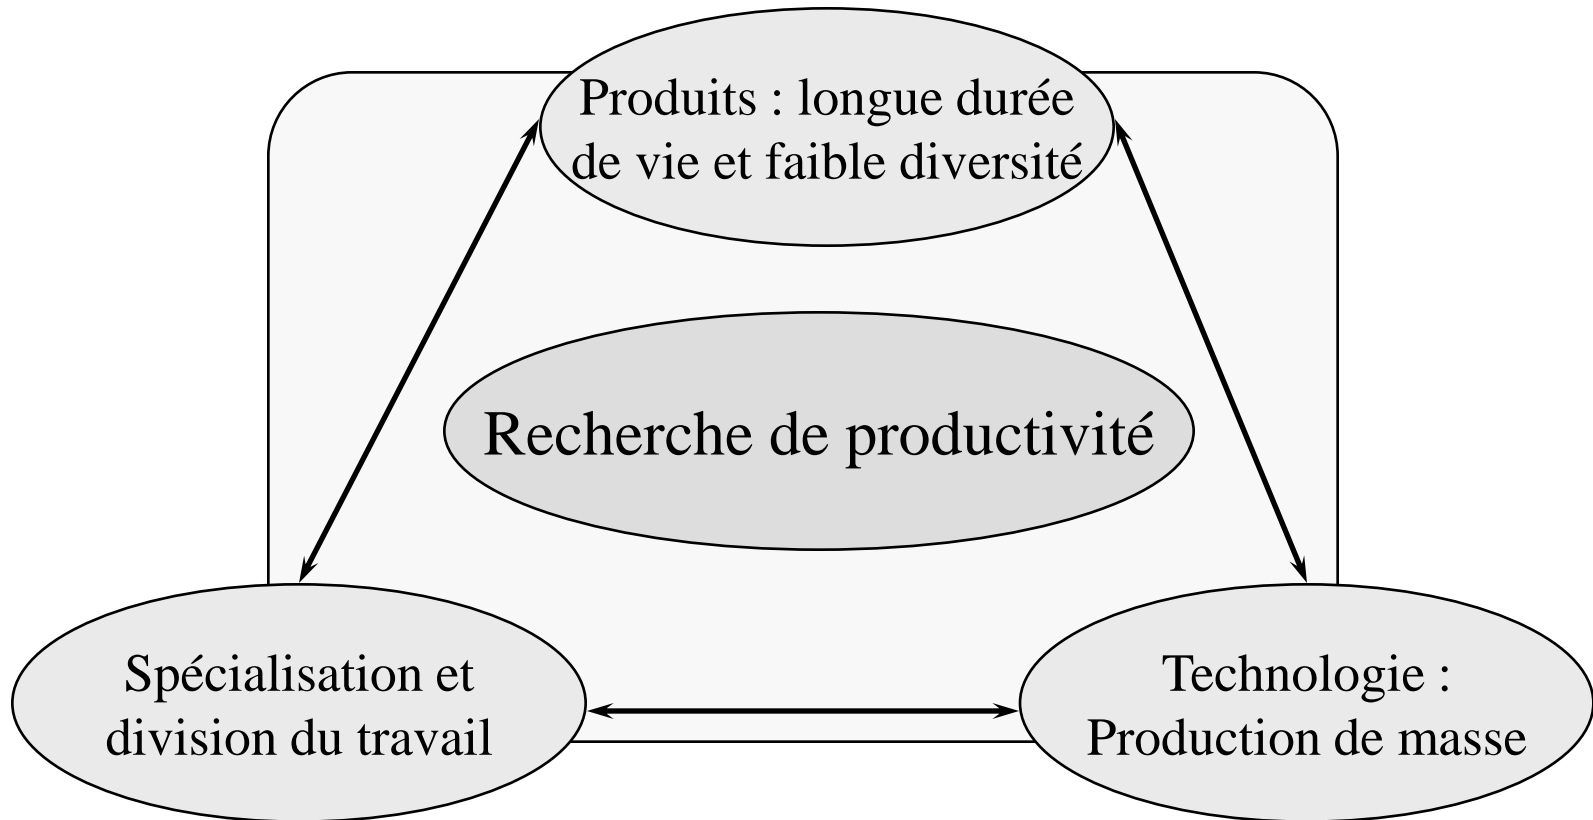 Produits : longue durée
de vie et faible diversité
Recherche de productivité
Spécialisation et
division du travail
Technologie :
Production de masse